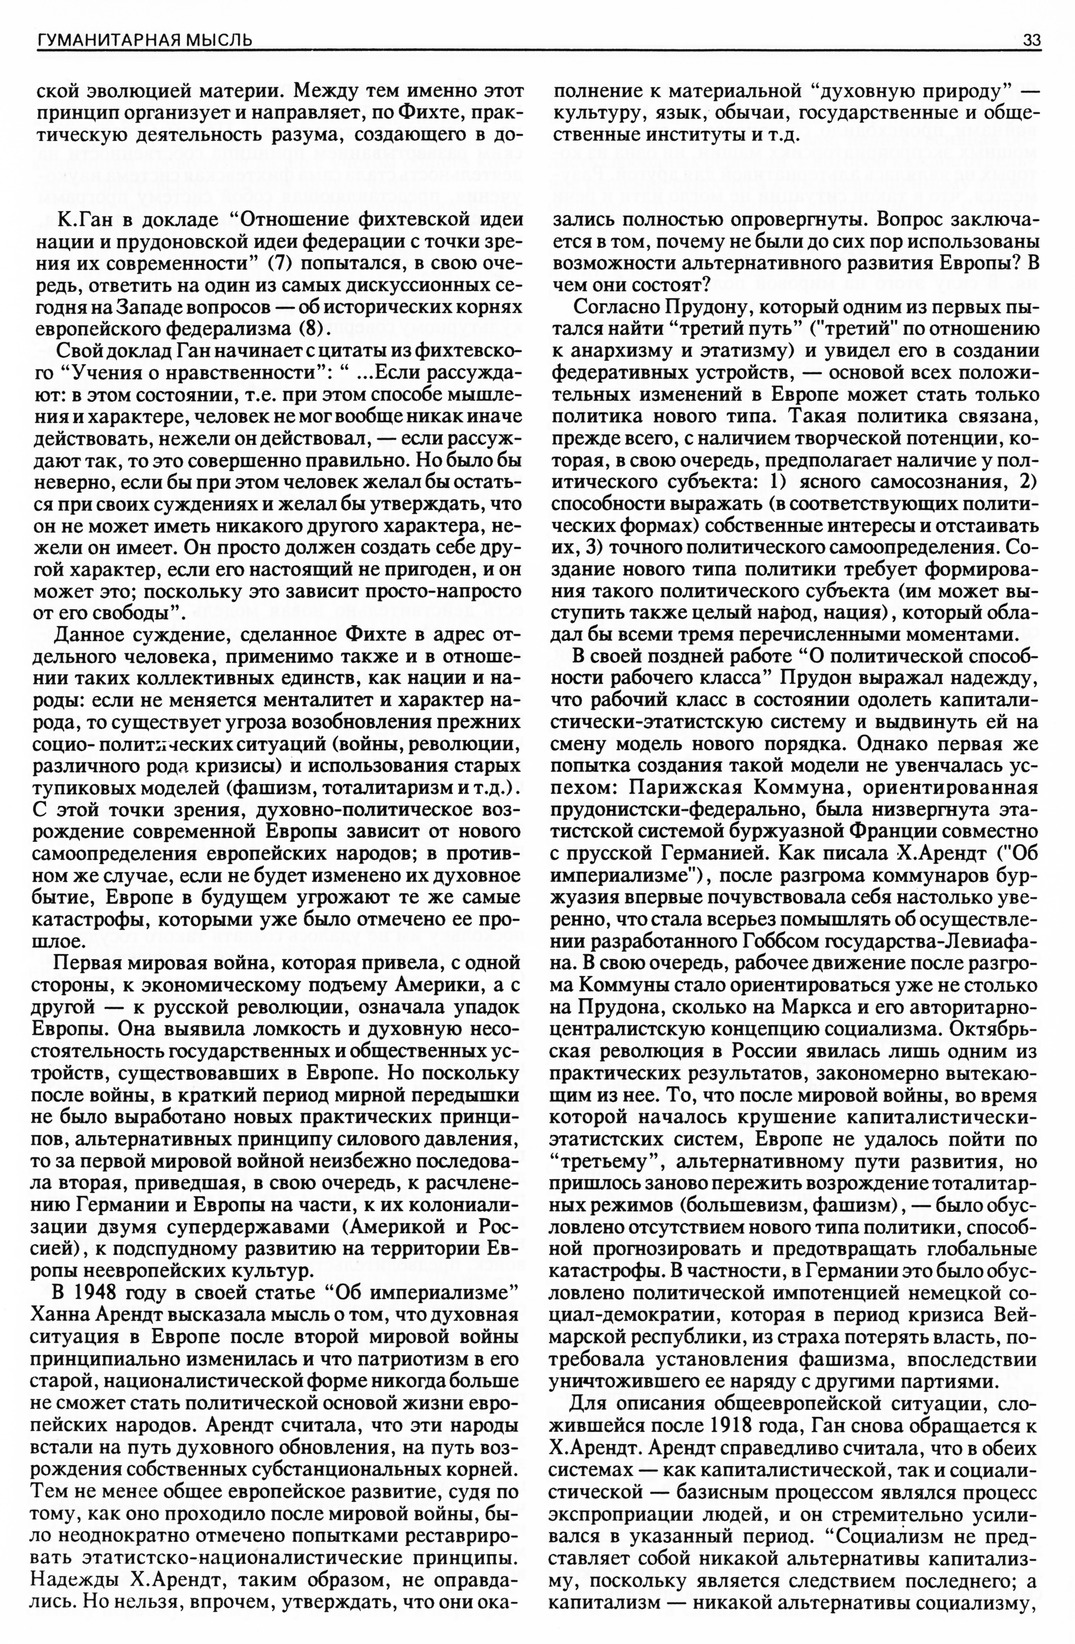 ГУМАНИТАРНАЯ МЫСЛЬ 33
ской эволюцией материи. Между тем именно этот
принцип организует и направляет, по Фихте, прак-
тическую деятельность разума, создающего в до-
полнение к материальной “духовную природу” —
культуру, язык, обычаи, государственные и обще-
ственные институты и т.д.
К.Ган в докладе “Отношение фихтевской идеи
нации и прудоновской идеи федерации с точки зре-
ния их современности” (7) попытался, в свою оче-
редь, ответить на один из самых дискуссионных се-
годня на Западе вопросов — об исторических корнях
европейского федерализма (8).
Свой доклад Ган начинает с цитаты из фихтевско-
го “Учения о нравственности”: “ ...Если рассужда-
ют: в этом состоянии, т.е. при этом способе мышле-
ния и характере, человек не мог вообще никак иначе
действовать, нежели он действовал, — если рассуж-
дают так, то это совершенно правильно. Но было бы
неверно, если бы при этом человек желал бы остать-
ся при своих суждениях и желал бы утверждать, что
он не может иметь никакого другого характера, не-
жели он имеет. Он просто должен создать себе дру-
гой характер, если его настоящий не пригоден, и он
может это; поскольку это зависит просто-напросто
от его свободы”.
Данное суждение, сделанное Фихте в адрес от-
дельного человека, применимо также и в отноше-
нии таких коллективных единств, как нации и на-
роды: если не меняется менталитет и характер на-
рода, то существует угроза возобновления прежних
социо- политических ситуаций (войны, революции,
различного рода кризисы) и использования старых
тупиковых моделей (фашизм, тоталитаризм и т.д.).
С этой точки зрения, духовно-политическое воз-
рождение современной Европы зависит от нового
самоопределения европейских народов; в против-
ном же случае, если не будет изменено их духовное
бытие, Европе в будущем угрожают те же самые
катастрофы, которыми уже было отмечено ее про-
шлое.
Первая мировая война, которая привела, с одной
стороны, к экономическому подъему Америки, а с
другой — к русской революции, означала упадок
Европы. Она выявила ломкость и духовную несо-
стоятельность государственных и общественных ус-
тройств, существовавших в Европе. Но поскольку
после войны, в краткий период мирной передышки
не было выработано новых практических принци-
пов, альтернативных принципу силового давления,
то за первой мировой войной неизбежно последова-
ла вторая, приведшая, в свою очередь, к расчлене-
нию Германии и Европы на части, к их колониали-
зации двумя супердержавами (Америкой и Рос-
сией), к подспудному развитию на территории Ев-
ропы неевропейских культур.
В 1948 году в своей статье “Об империализме”
Ханна Арендт высказала мысль о том, что духовная
ситуация в Европе после второй мировой войны
принципиально изменилась и что патриотизм в его
старой, националистической форме никогда больше
не сможет стать политической основой жизни евро-
пейских народов. Арендт считала, что эти народы
встали на путь духовного обновления, на путь воз-
рождения собственных субстанциональных корней.
Тем не менее общее европейское развитие, судя по
тому, как оно проходило после мировой войны, бы-
ло неоднократно отмечено попытками реставриро-
вать этатистско-националистические принципы.
Надежды Х.Арендт, таким образом, не оправда-
лись. Но нельзя, впрочем, утверждать, что они ока-
зались полностью опровергнуты. Вопрос заключа-
ется в том, почему не были до сих пор использованы
возможности альтернативного развития Европы? В
чем они состоят?
Согласно Прудону, который одним из первых пы-
тался найти “третий путь” ("третий" по отношению
к анархизму и этатизму) и увидел его в создании
федеративных устройств, — основой всех положи-
тельных изменений в Европе может стать только
политика нового типа. Такая политика связана,
прежде всего, с наличием творческой потенции, ко-
торая, в свою очередь, предполагает наличие у пол-
итического субъекта: 1) ясного самосознания, 2)
способности выражать (в соответствующих полити-
ческих формах) собственные интересы и отстаивать
их, 3) точного политического самоопределения. Со-
здание нового типа политики требует формирова-
ния такого политического субъекта (им может вы-
ступить также целый народ, нация), который обла-
дал бы всеми тремя перечисленными моментами.
В своей поздней работе “О политической способ-
ности рабочего класса” Прудон выражал надежду,
что рабочий класс в состоянии одолеть капитали-
стически-этатистскую систему и выдвинуть ей на
смену модель нового порядка. Однако первая же
попытка создания такой модели не увенчалась ус-
пехом: Парижская Коммуна, ориентированная
прудонистски-федерально, была низвергнута эта-
тистской системой буржуазной Франции совместно
с прусской Германией. Как писала Х.Арендт ("Об
империализме"), после разгрома коммунаров бур-
жуазия впервые почувствовала себя настолько уве-
ренно, что стала всерьез помышлять об осуществле-
нии разработанного Гоббсом государства-Левиафа-
на. В свою очередь, рабочее движение после разгро-
ма Коммуны стало ориентироваться уже не столько
на Прудона, сколько на Маркса и его авторитарно-
централистскую концепцию социализма. Октябрь-
ская революция в России явилась лишь одним из
практических результатов, закономерно вытекаю-
щим из нее. То, что после мировой войны, во время
которой началось крушение капиталистически-
этатистских систем, Европе не удалось пойти по
“третьему”, альтернативному пути развития, но
пришлось заново пережить возрождение тоталитар-
ных режимов (большевизм, фашизм), — было обус-
ловлено отсутствием нового типа политики, способ-
ной прогнозировать и предотвращать глобальные
катастрофы. В частности, в Германии это было обус-
ловлено политической импотенцией немецкой со-
циал-демократии, которая в период кризиса Вей-
марской республики, из страха потерять власть, по-
требовала установления фашизма, впоследствии
уничтожившего ее наряду с другими партиями.
Для описания общеевропейской ситуации, сло-
жившейся после 1918 года, Ган снова обращается к
Х.Арендт. Арендт справедливо считала, что в обеих
системах — как капиталистической, так и социали-
стической — базисным процессом являлся процесс
экспроприации людей, и он стремительно усили-
вался в указанный период. “Социализм не пред-
ставляет собой никакой альтернативы капитализ-
му, поскольку является следствием последнего; а
капитализм — никакой альтернативы социализму,